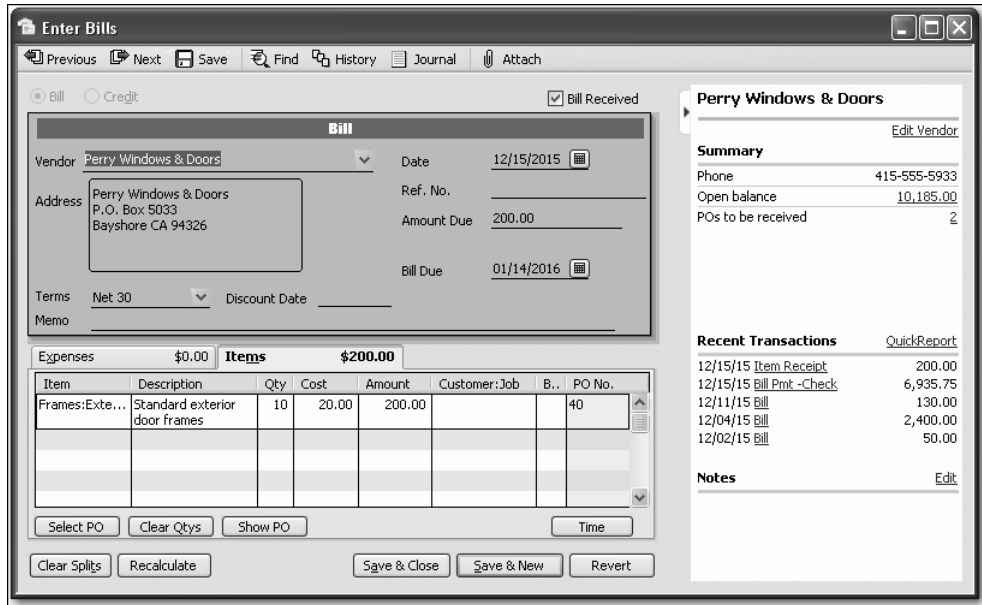 Enter Bills
Previous Next Save Find History Journal Attach
Bill Credit Bill Received
Bill
Vendor Perry Windows & Doors Date 12/15/2015
Address Perry Windows & Doors
P.O. Box 5033
Bayshore CA 94326
Ref. No.
Amount Due 200.00
Bill Due 01/14/2016
Terms Net 30 Discount Date
Memo
Expenses $0.00 Items $200.00
Item Description Qty Cost Amount Customer:Job B.. PO No.
Frames:Exte... Standard exterior 10 20.00 200.00 40
door frames
Select PO Clear Qtys Show PO Time
Clear Splits Recalculate Save & Close Save & New Revert
Perry Windows & Doors
Edit Vendor
Summary
Phone 415-555-5933
Open balance 10,185.00
POs to be received 2
Recent Transactions QuickReport
12/15/15 Item Receipt 200.00
12/15/15 Bill Pmt -Check 6,935.75
12/11/15 Bill 130.00
12/04/15 Bill 2,400.00
12/02/15 Bill 50.00
Notes Edit